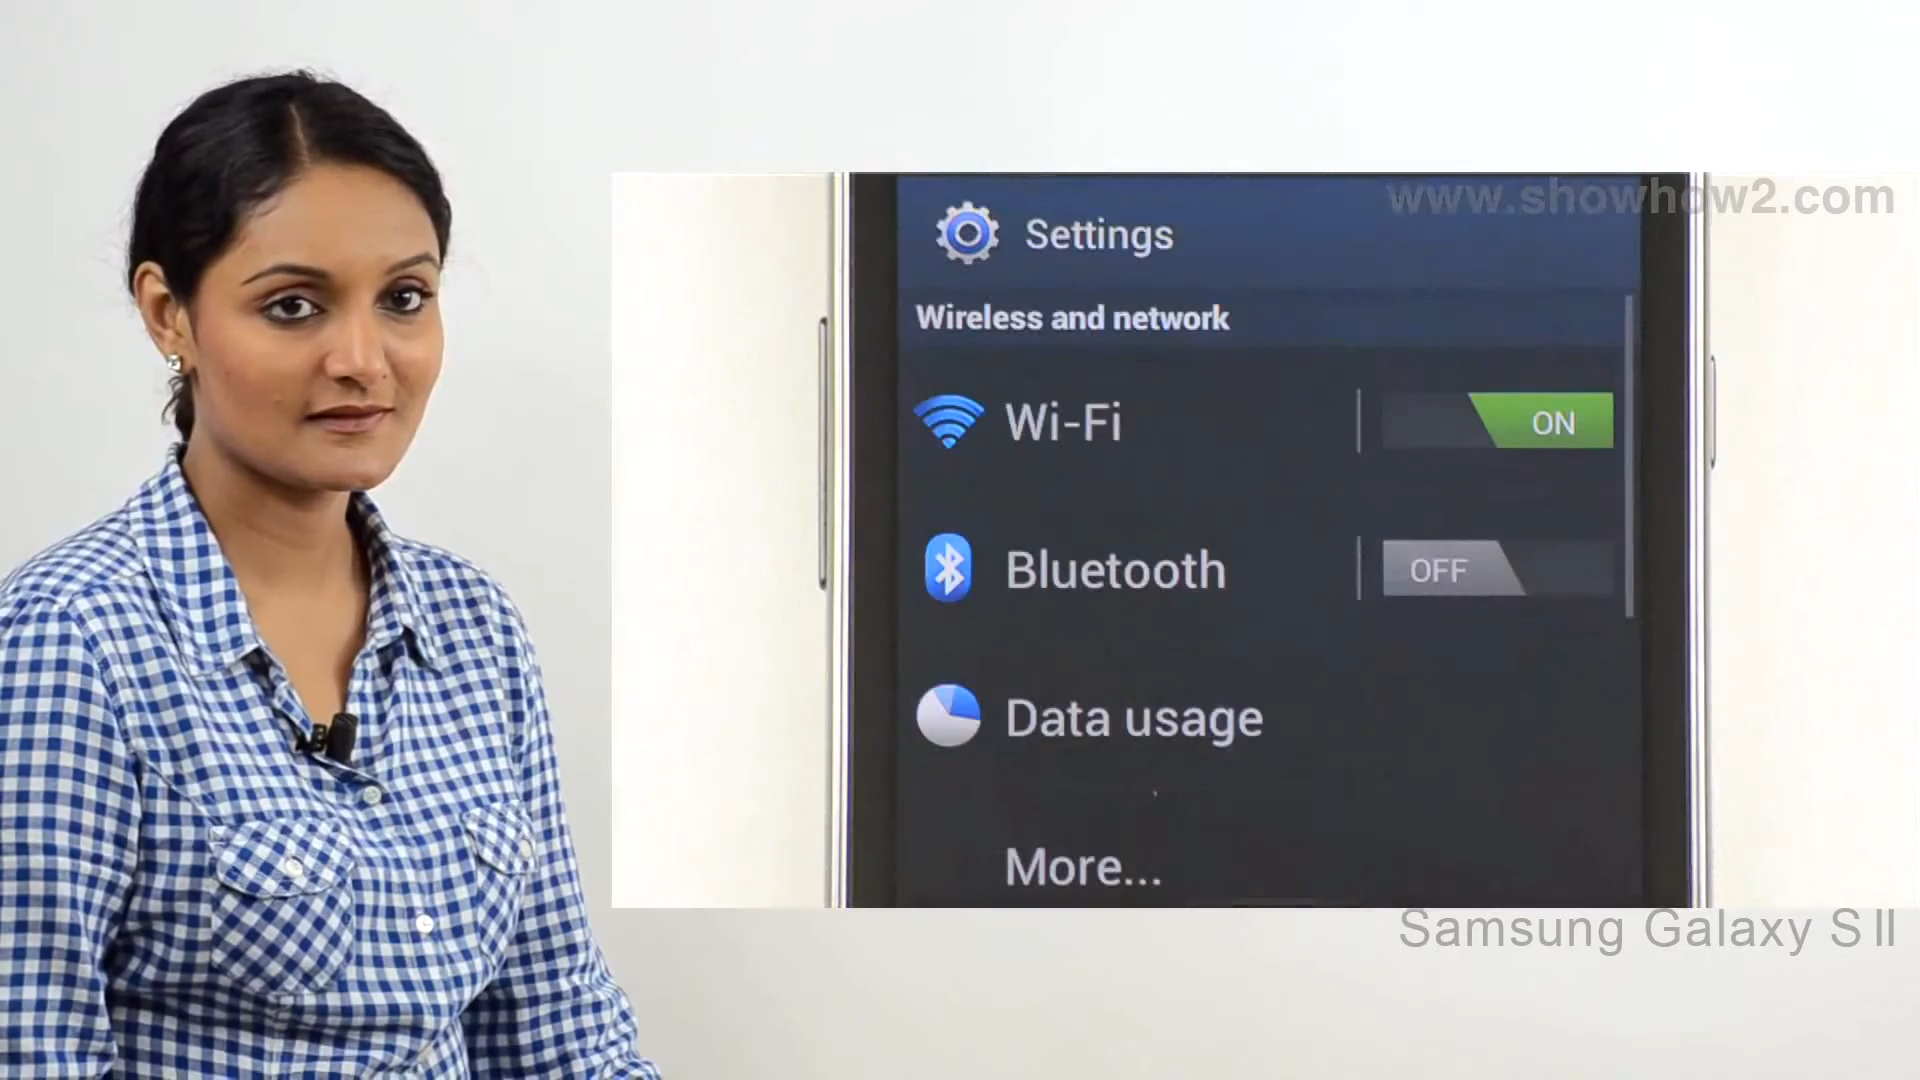 www.showhow2.com
Settings
Wireless and network
Wi-Fi
ON
Bluetooth
OFF
Data usage
More...
Samsung Galaxy S II